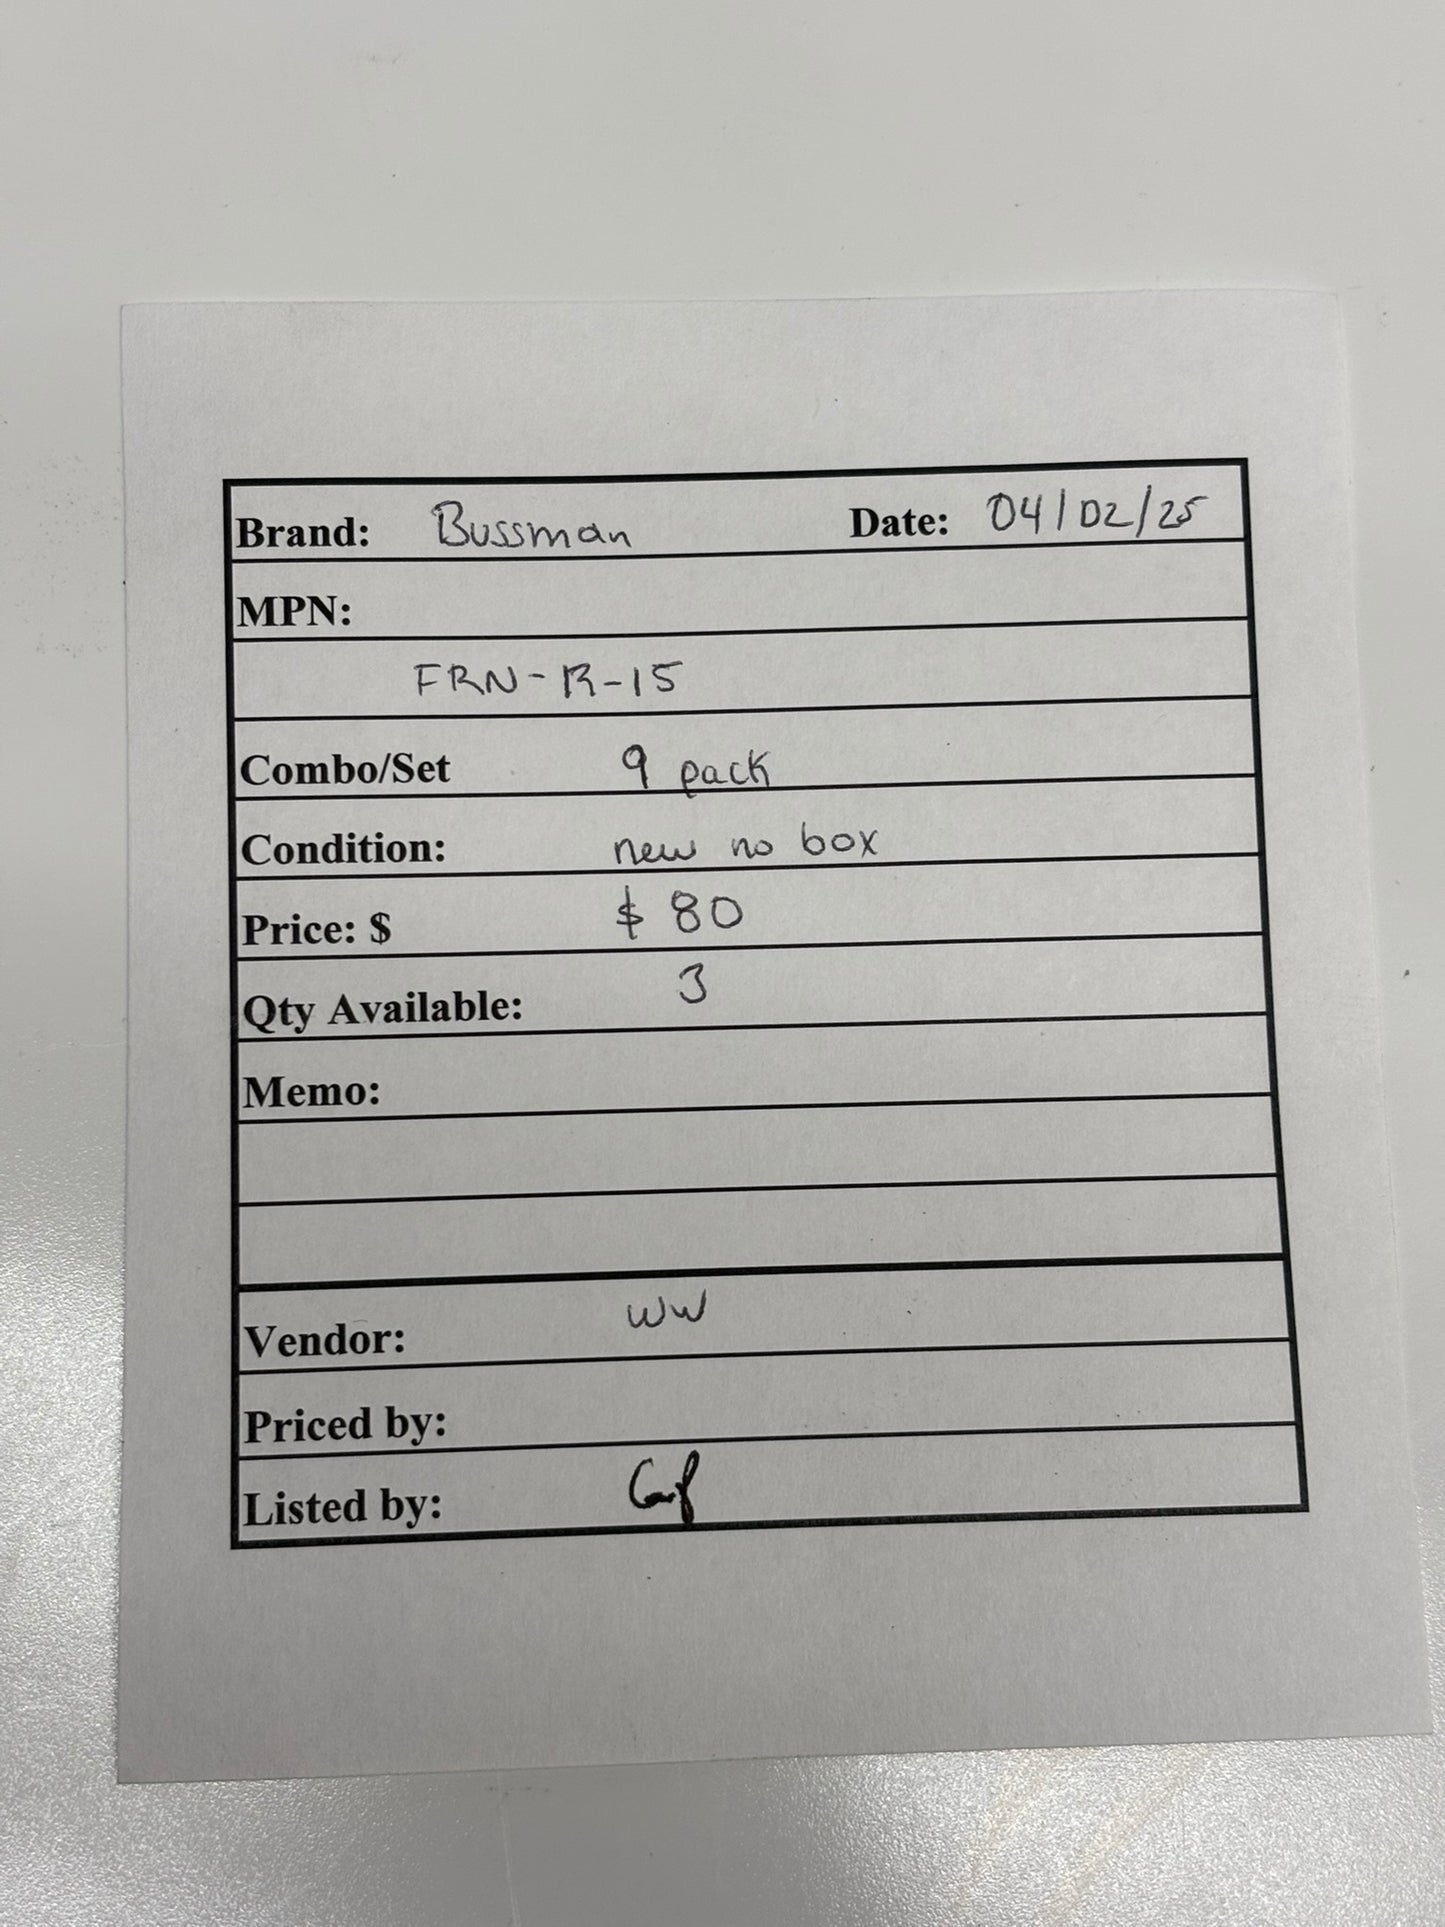 Brand: Bussman Date: 04/02/25
MPN:
FRN-R-15
Combo/Set 9 pack
Condition: new no box
Price: $ $ 80
Qty Available: 3
Memo:
Vendor: WW
Priced by:
Listed by: